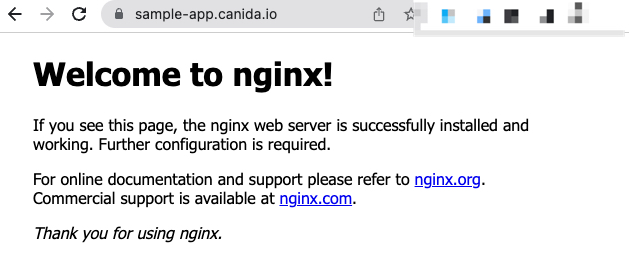 sample-app.canida.io
Welcome to nginx!
If you see this page, the nginx web server is successfully installed and
working. Further configuration is required.
For online documentation and support please refer to nginx.org.
Commercial support is available at nginx.com.
Thank you for using nginx.